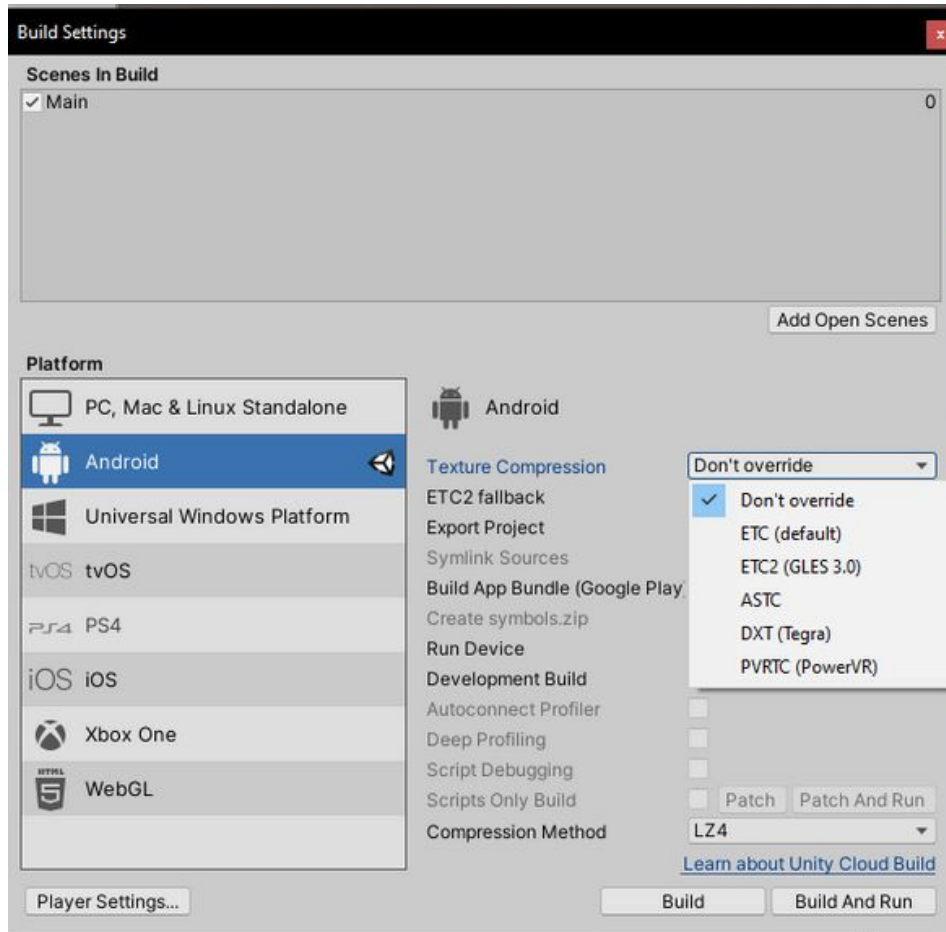 Build Settings
x
Scenes In Build
Main 0
Add Open Scenes
Platform
PC, Mac & Linux Standalone
Android
Universal Windows Platform
tvOS tvOS
PS4 PS4
iOS iOS
Xbox One
HTML 5 WebGL
Android
Texture Compression Don't override
ETC2 fallback
Export Project
Symlink Sources
Build App Bundle (Google Play)
Create symbols.zip
Run Device
Development Build
Autoconnect Profiler
Deep Profiling
Script Debugging
Scripts Only Build Patch Patch And Run
Compression Method LZ4
Don't override
ETC (default)
ETC2 (GLES 3.0)
ASTC
DXT (Tegra)
PVRTC (PowerVR)
Learn about Unity Cloud Build
Player Settings... Build Build And Run